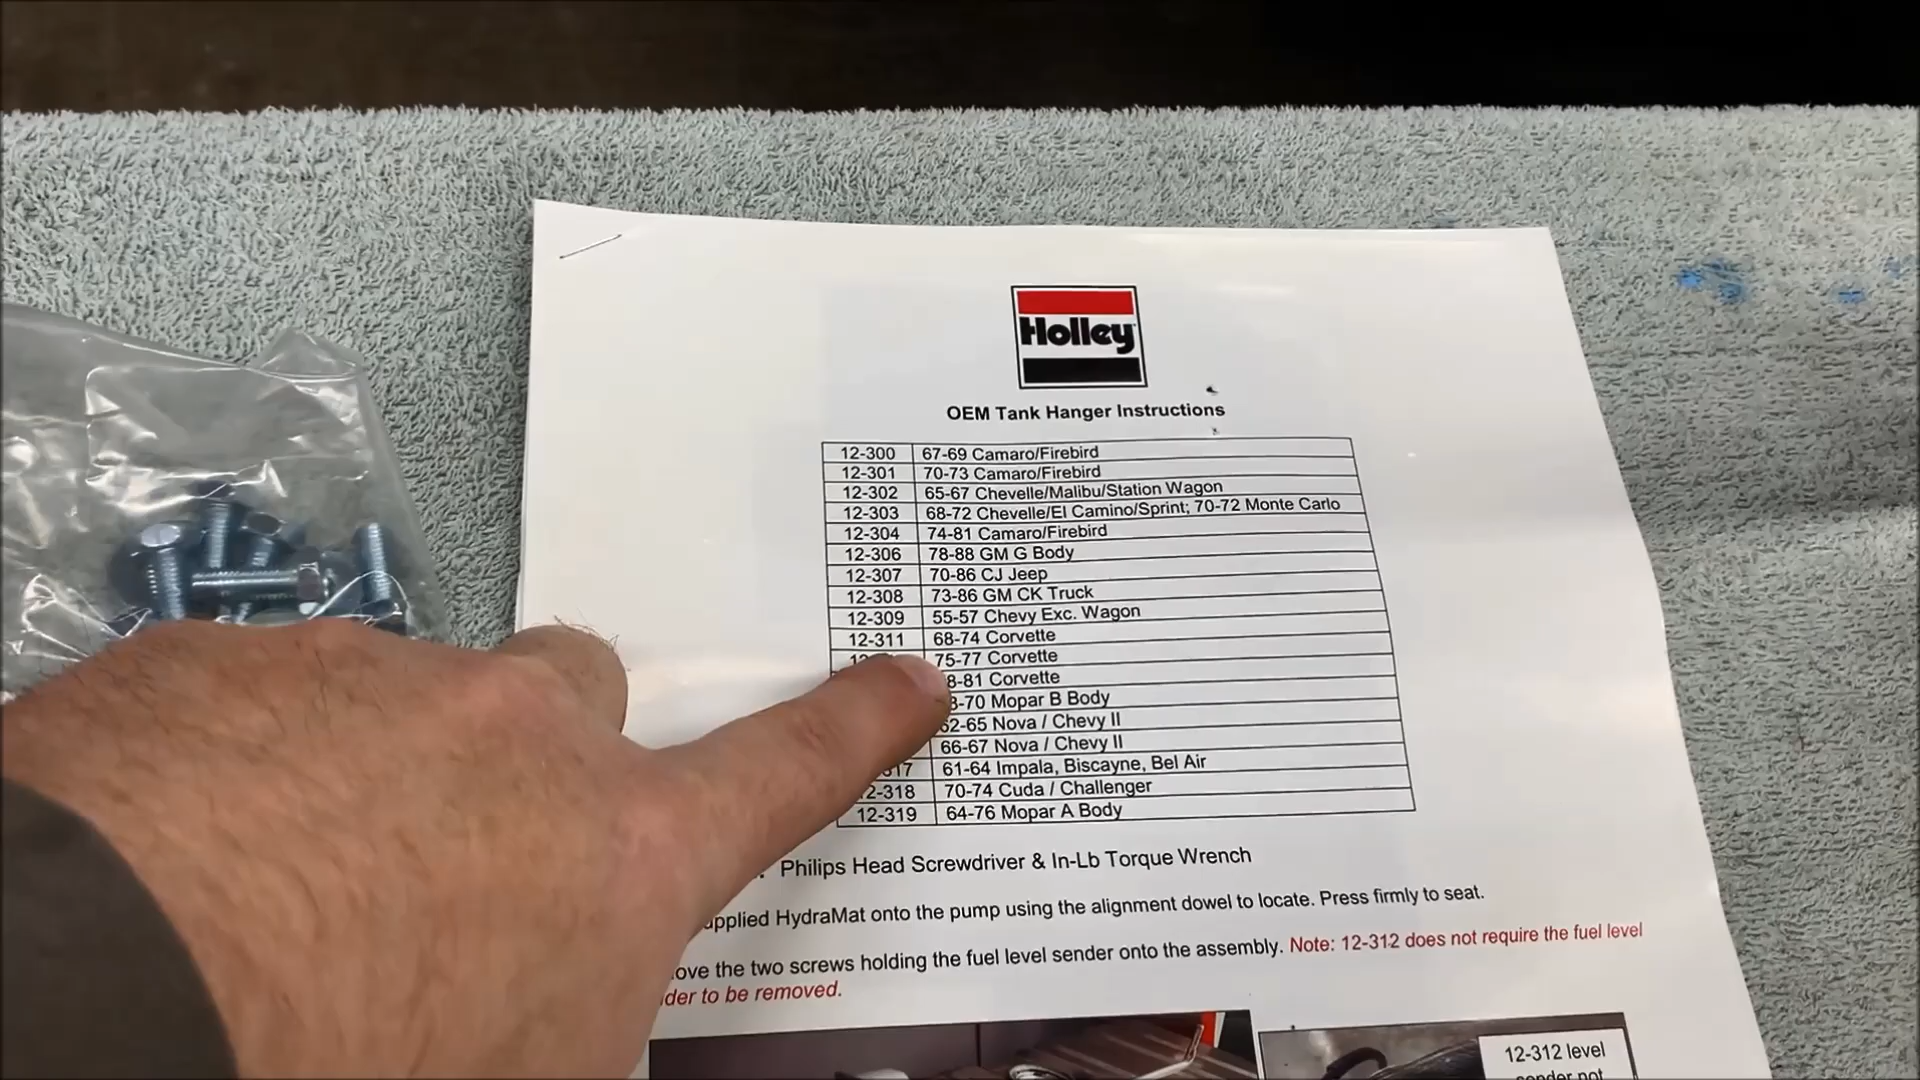 Holley
OEM Tank Hanger Instructions
12-300 67-69 Camaro/Firebird
12-301 70-73 Camaro/Firebird
12-302 65-67 Chevelle/Malibu/Station Wagon
12-303 68-72 Chevelle/El Camino/Sprint; 70-72 Monte Carlo
12-304 74-81 Camaro/Firebird
12-306 78-88 GM G Body
12-307 70-86 CJ Jeep
12-308 73-86 GM CK Truck
12-309 55-57 Chevy Exc. Wagon
12-311 68-74 Corvette
75-77 Corvette
8-81 Corvette
-70 Mopar B Body
62-65 Nova / Chevy II
66-67 Nova / Chevy II
317 61-64 Impala, Biscayne, Bel Air
2-318 70-74 Cuda / Challenger
12-319 64-76 Mopar A Body
Philips Head Screwdriver & In-Lb Torque Wrench
upplied HydraMat onto the pump using the alignment dowel to locate. Press firmly to seat.
ove the two screws holding the fuel level sender onto the assembly. Note: 12-312 does not require the fuel level
der to be removed.
12-312 level
sender not